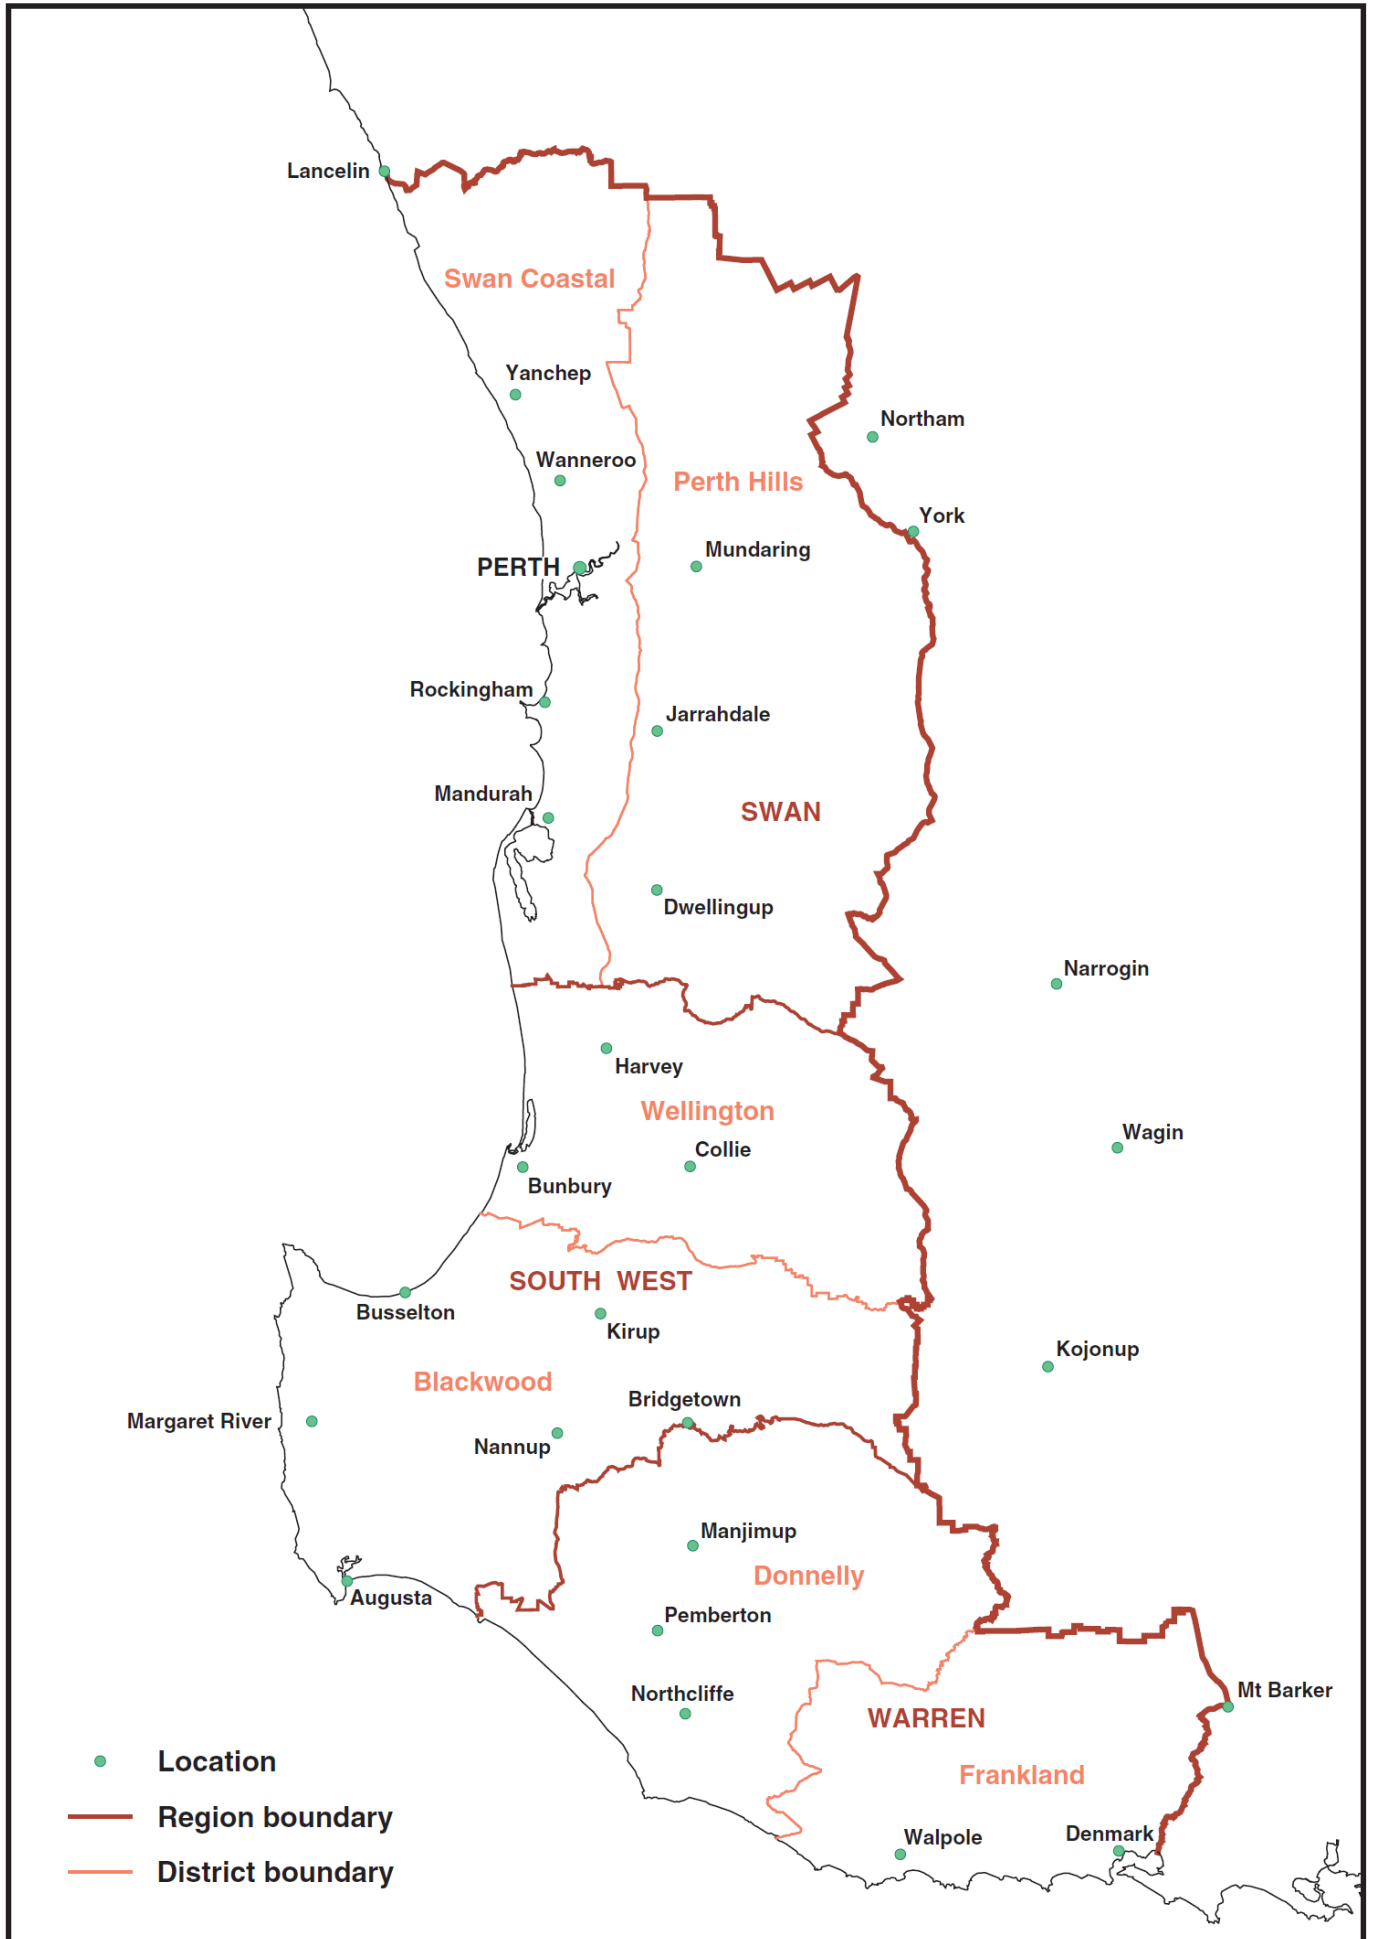 Lancelin
Swan Coastal
Yanchep
Northam
Wanneroo
Perth Hills
York
Mundaring
PERTH
Rockingham
Jarrahdale
Mandurah
SWAN
Dwellingup
Narrogin
Harvey
Wellington
Wagin
Collie
Bunbury
SOUTH WEST
Busselton
Kirup
Kojonup
Blackwood
Bridgetown
Margaret River
Nannup
Manjimup
Donnelly
Augusta
Pemberton
Mt Barker
Northcliffe
WARREN
Location
Frankland
Region boundary
Denmark
Walpole
District boundary